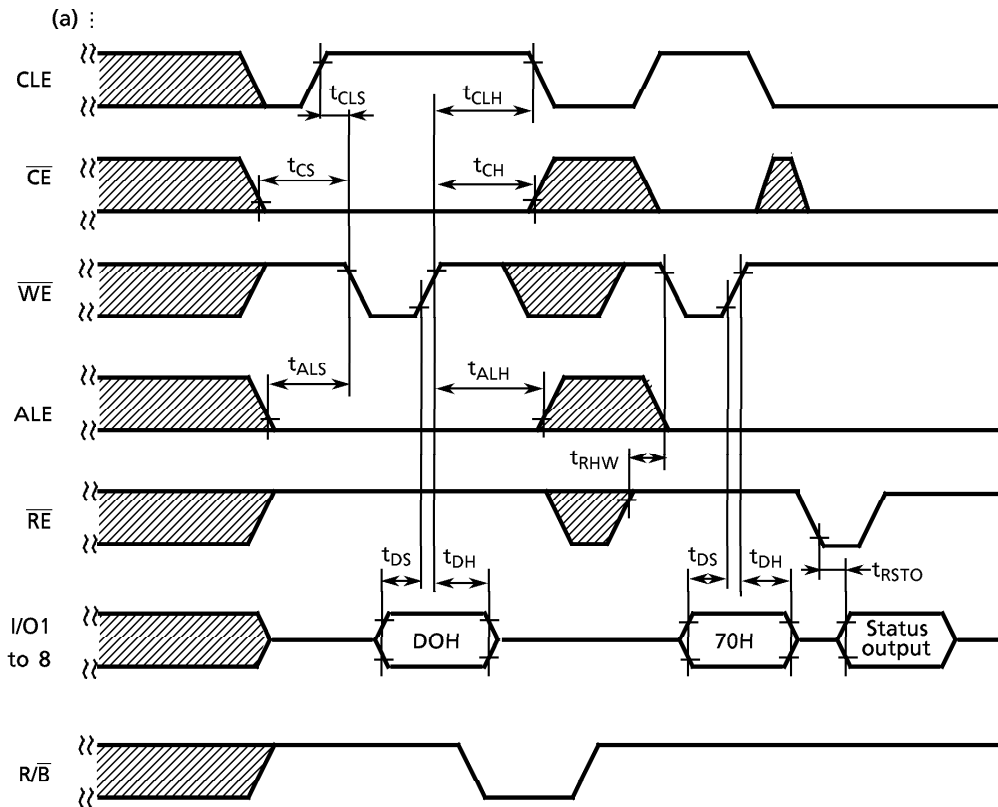 (a) :
CLE
tCLS
tCLH
CE
tCS
tCH
WE
tALS
tALH
ALE
tRHW
RE
tDS
tDH
tDS
tDH
tRSTO
I/O1
to 8
DOH
70H
Status
output
R/B